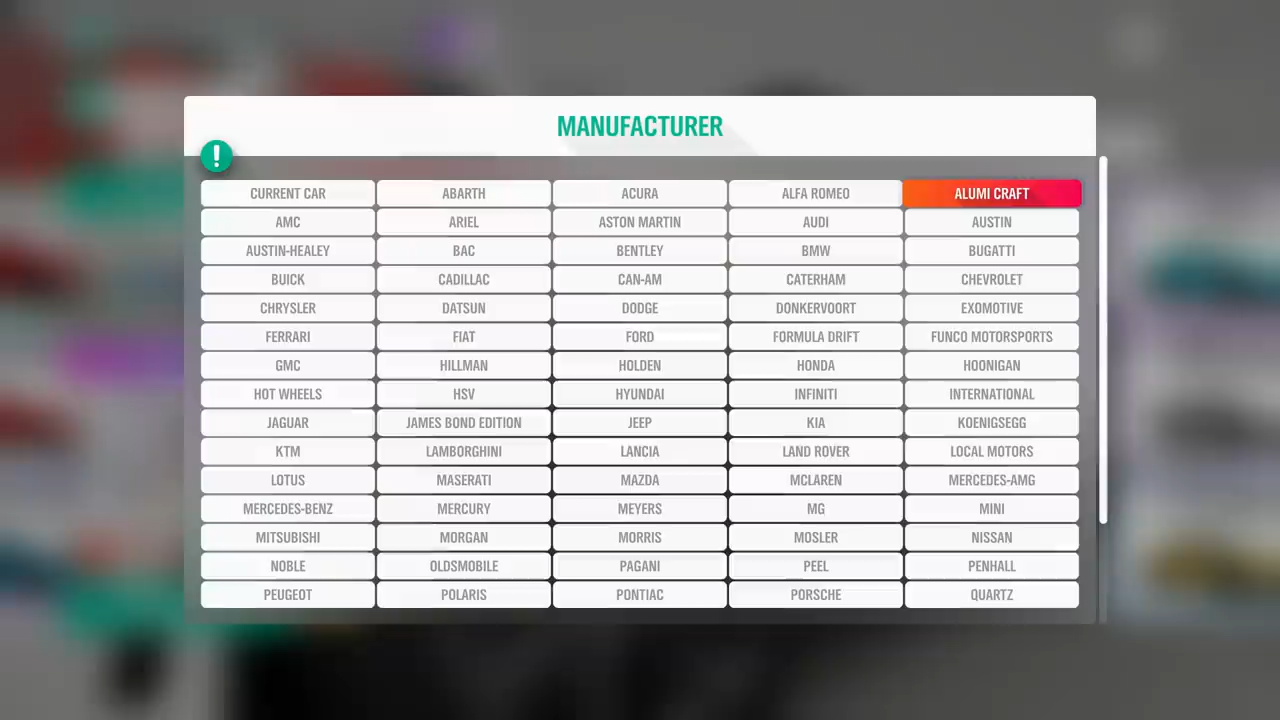 MANUFACTURER
!
CURRENT CAR ABARTH ACURA ALFA ROMEO ALUMI CRAFT
AMC ARIEL ASTON MARTIN AUDI AUSTIN
AUSTIN-HEALEY BAC BENTLEY BMW BUGATTI
BUICK CADILLAC CAN-AM CATERHAM CHEVROLET
CHRYSLER DATSUN DODGE DONKERVOORT EXOMOTIVE
FERRARI FIAT FORD FORMULA DRIFT FUNCO MOTORSPORTS
GMC HILLMAN HOLDEN HONDA HOONIGAN
HOT WHEELS HSV HYUNDAI INFINITI INTERNATIONAL
JAGUAR JAMES BOND EDITION JEEP KIA KOENIGSEGG
KTM LAMBORGHINI LANCIA LAND ROVER LOCAL MOTORS
LOTUS MASERATI MAZDA MCLAREN MERCEDES-AMG
MERCEDES-BENZ MERCURY MEYERS MG MINI
MITSUBISHI MORGAN MORRIS MOSLER NISSAN
NOBLE OLDSMOBILE PAGANI PEEL PENHALL
PEUGEOT POLARIS PONTIAC PORSCHE QUARTZ